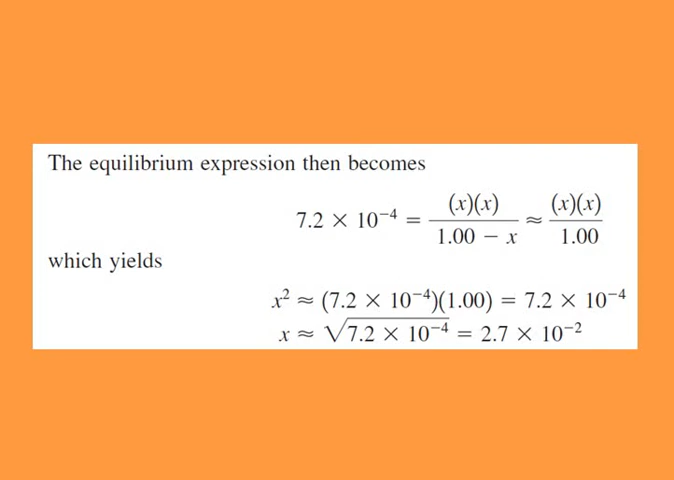 The equilibrium expression then becomes
7.2 × 10⁻⁴ = (x)(x) / 1.00 − x ≈ (x)(x) / 1.00
which yields
x² ≈ (7.2 × 10⁻⁴)(1.00) = 7.2 × 10⁻⁴
x ≈ √7.2 × 10⁻⁴ = 2.7 × 10⁻²